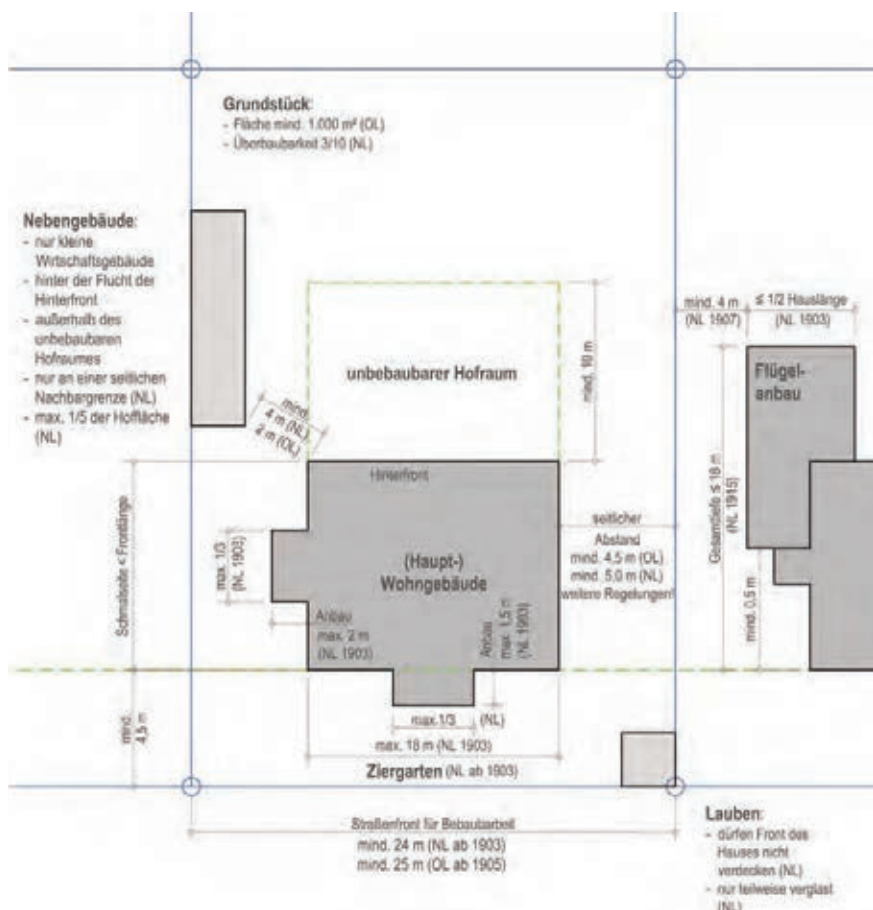 Grundstück:
- Fläche mind. 1.000 m² (OL)
- Überbaubarkeit 3/10 (NL)
Nebengebäude:
- nur kleine
Wirtschaftsgebäude
- hinter der Flucht der
Hinterfront
- außerhalb des
unbebaubaren
Hofraumes
- nur an einer seitlichen
Nachbargrenze (NL)
- max. 1/5 der Hoffläche
(NL)
mind.
4 m (NL)
2 m (OL)
unbebaubarer Hofraum
mind. 10 m
mind. 4 m
(NL 1907)
≤ 1/2 Hauslänge
(NL 1903)
Flügel-
anbau
Gesamttiefe ≤ 18 m
(NL 1915)
mind. 0,5 m
Hinterfront
(Haupt-)
Wohngebäude
seitlicher
Abstand
mind. 4,5 m (OL)
mind. 5,0 m (NL)
weitere Regelungen!
Schmalseite < Frontlänge
max. 1/3
(NL 1903)
Anbau
max. 2 m
(NL 1903)
Anbau
max. 1,5 m
(NL 1903)
mind.
4,5 m
max.1/3 (NL)
max. 18 m (NL 1903)
Ziergarten (NL ab 1903)
Straßenfront für Bebaubarkeit
mind. 24 m (NL ab 1903)
mind. 25 m (OL ab 1905)
Lauben:
- dürfen Front des
Hauses nicht
verdecken (NL)
- nur teilweise verglast
(NL)